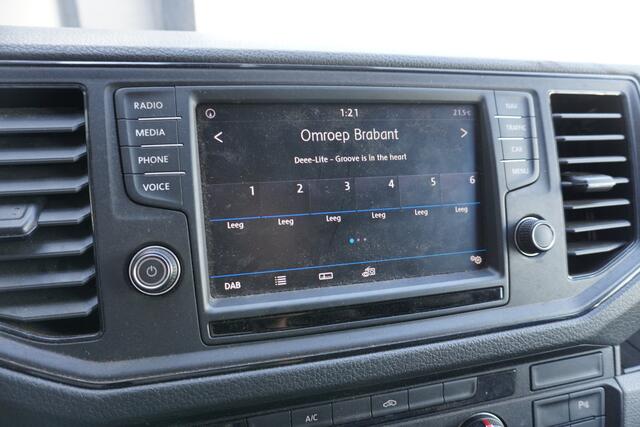 RADIO
MEDIA
PHONE
VOICE
1:21
21.5°C
< Omroep Brabant >
Deee-Lite - Groove is in the heart
1 2 3 4 5 6
Leeg Leeg Leeg Leeg Leeg Leeg
DAB
NAV
TRAFFIC
CAR
MENU
A/C
P